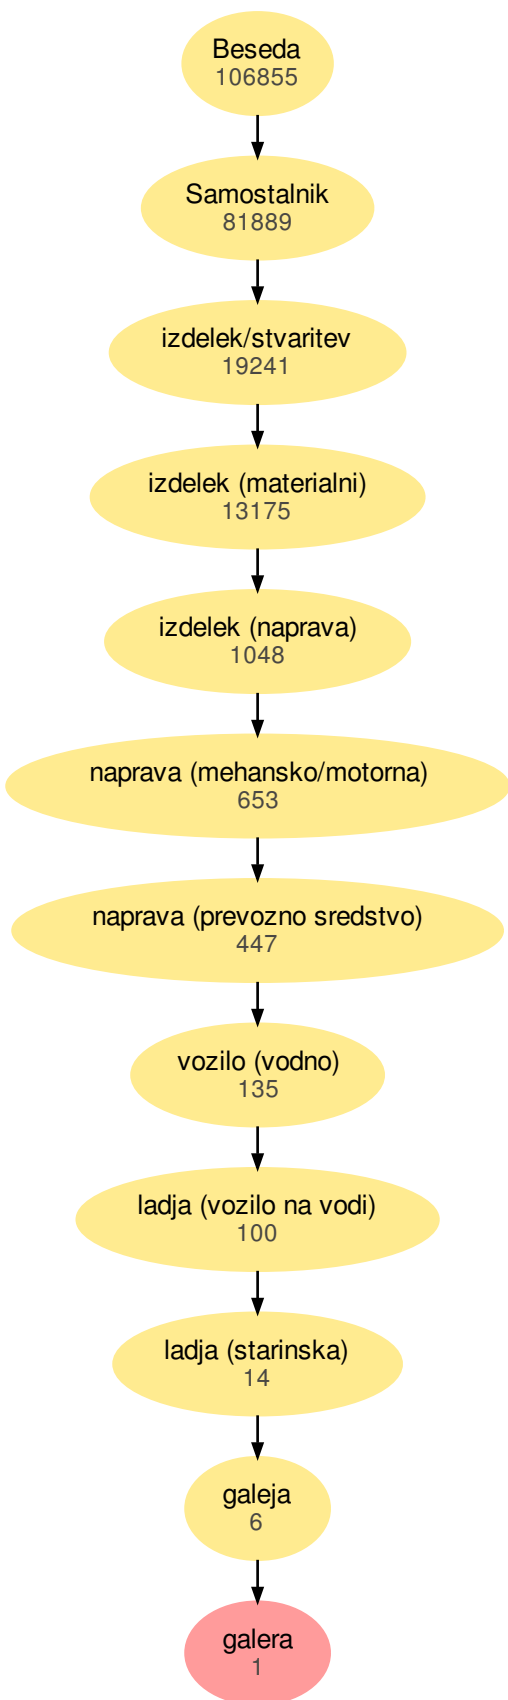 Beseda
106855
Samostalnik
81889
izdelek/stvaritev
19241
izdelek (materialni)
13175
izdelek (naprava)
1048
naprava (mehansko/motorna)
653
naprava (prevozno sredstvo)
447
vozilo (vodno)
135
ladja (vozilo na vodi)
100
ladja (starinska)
14
galeja
6
galera
1